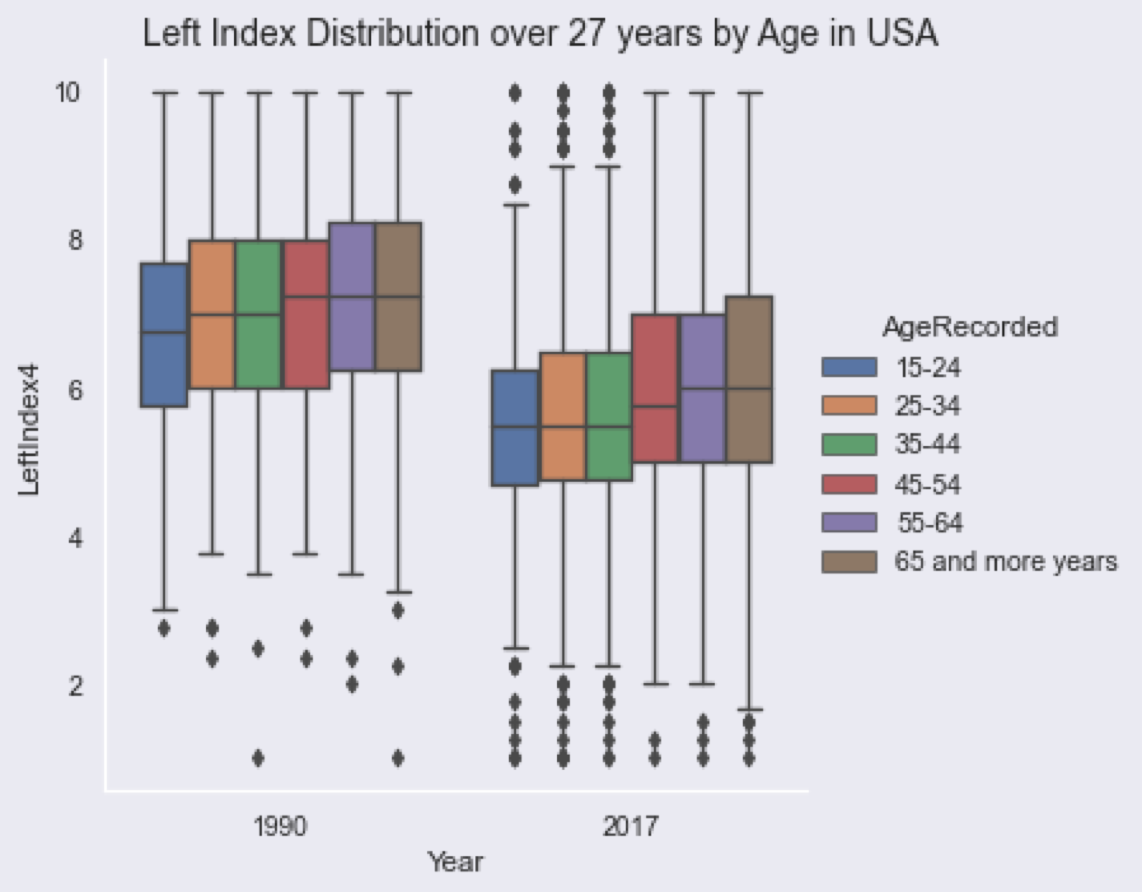 Left Index Distribution over 27 years by Age in USA
LeftIndex4
10
8
6
4
2
1990
2017
Year
AgeRecorded
15-24
25-34
35-44
45-54
55-64
65 and more years